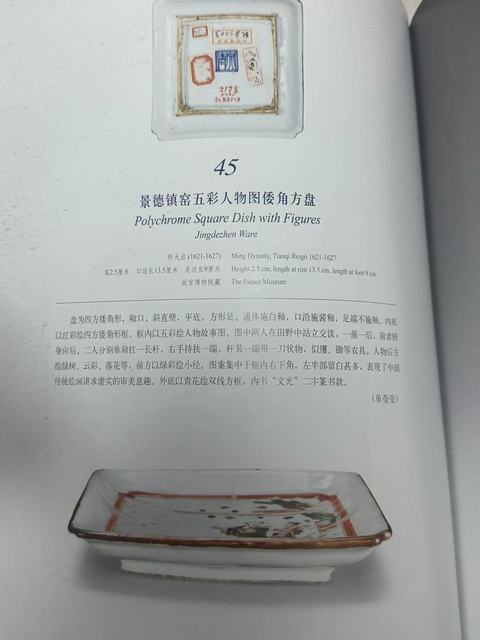 45
景德镇窑五彩人物图倭角方盘
Polychrome Square Dish with Figures
Jingdezhen Ware
明天启 (1621-1627) Ming Dynasty, Tianqi Reign 1621-1627
高2.5厘米 口边长13.5厘米 足边长9厘米 Height 2.5 cm, length at rim 13.5 cm, length at foot 9 cm
故宫博物院藏 The Palace Museum
盘为四方倭角形，敞口，斜直壁，平底，方形足。通体施白釉，口沿施酱釉，足端不施釉。内底
以红彩绘四方倭角形框，框内以五彩绘人物故事图。图中两人在田野中站立交谈，一前一后，前者转
身向后，二人分别单肩扛一长杆，右手持扶一端，杆另一端带一刀状物，似镬、锄等农具。人物后方
绘绿树、云彩、落花等，前方以绿彩绘小径。图案集中于框内右下角，左半部留白甚多，表现了中国
传统绘画讲求虚实的审美意趣。外底以青花绘双线方框，内书“文光”二字篆书款。
(单莹莹)